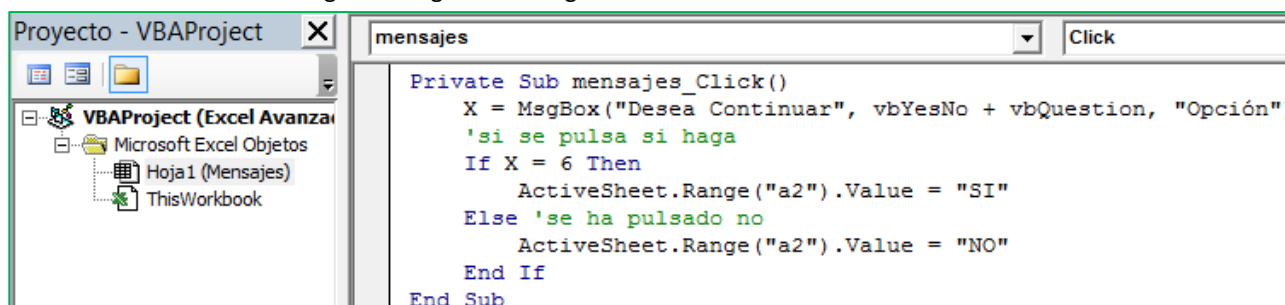 Proyecto - VBAProject
VBAProject (Excel Avanza
Microsoft Excel Objetos
Hoja1 (Mensajes)
ThisWorkbook
mensajes
Click
Private Sub mensajes_Click()
X = MsgBox("Desea Continuar", vbYesNo + vbQuestion, "Opción"
'si se pulsa si haga
If X = 6 Then
ActiveSheet.Range("a2").Value = "SI"
Else 'se ha pulsado no
ActiveSheet.Range("a2").Value = "NO"
End If
End Sub